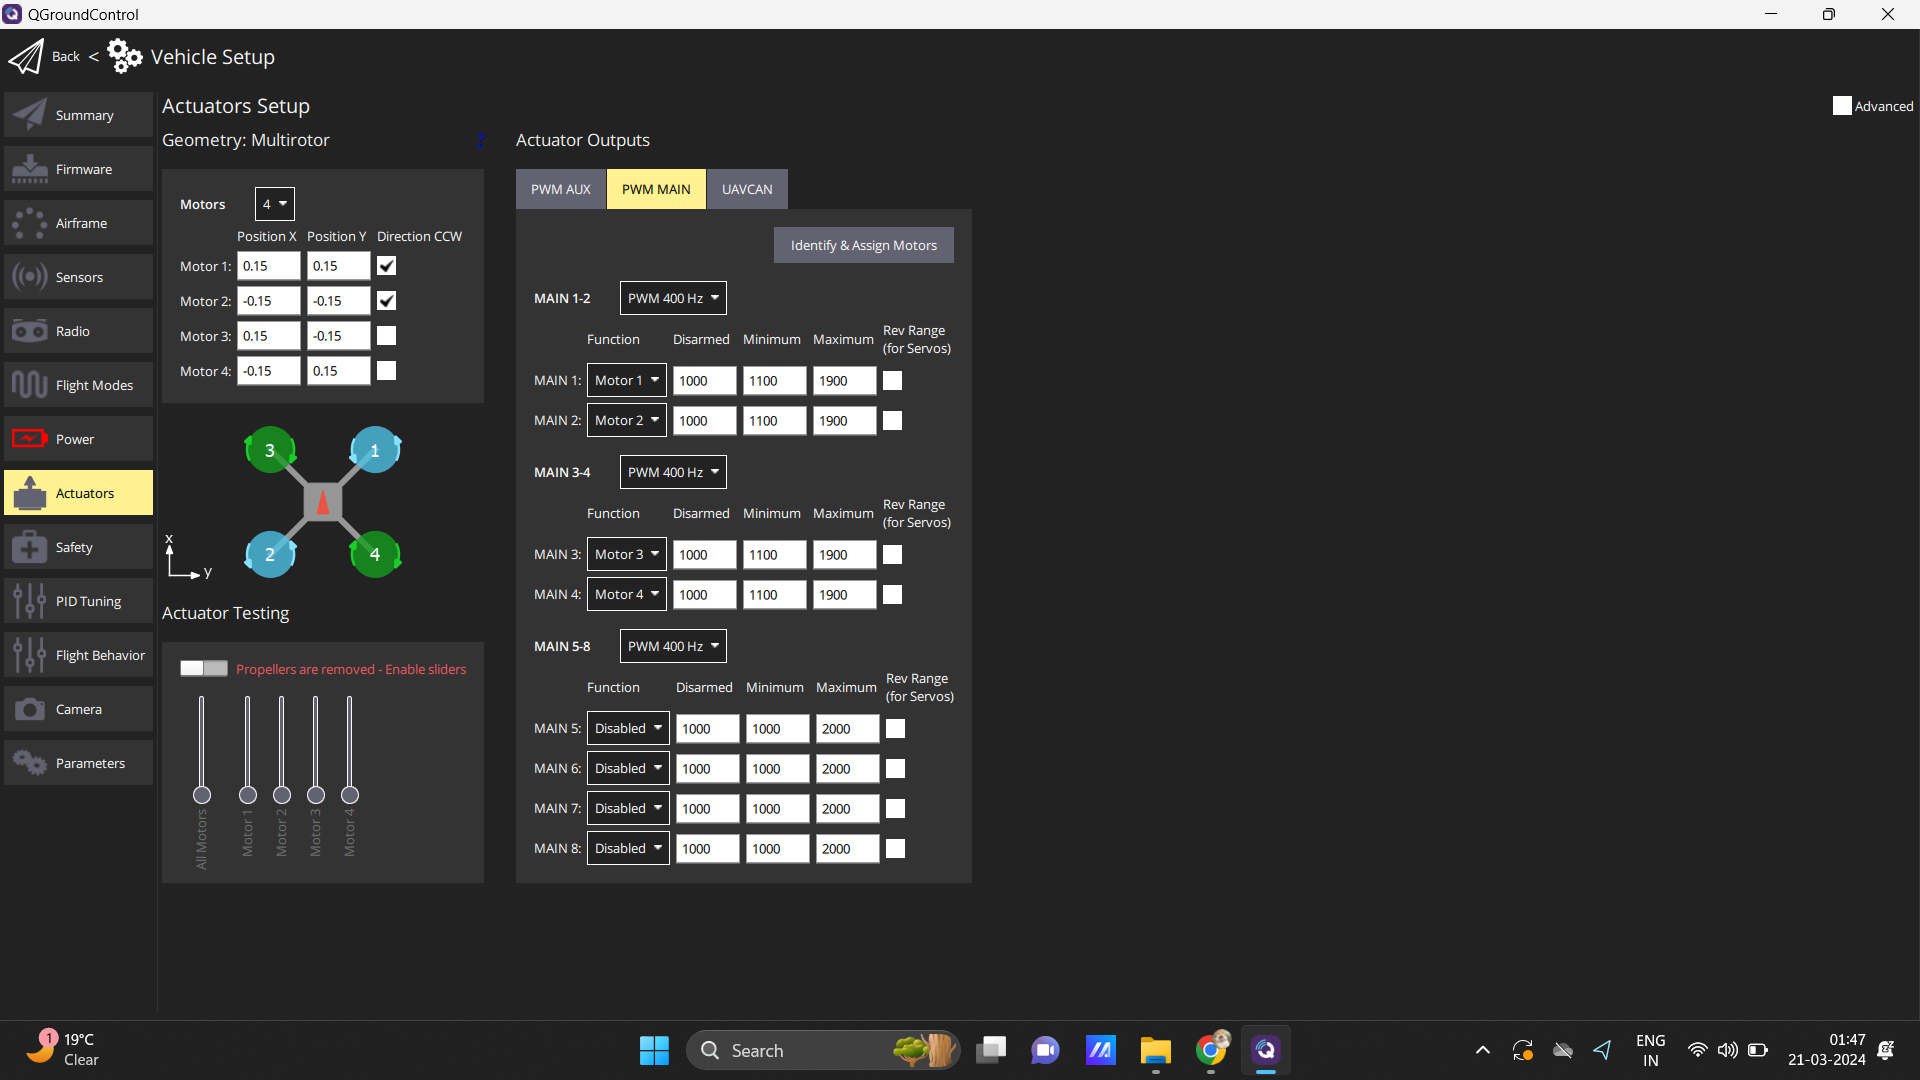 QGroundControl
Back < Vehicle Setup
Summary
Firmware
Airframe
Sensors
Radio
Flight Modes
Power
Actuators
Safety
PID Tuning
Flight Behavior
Camera
Parameters
Actuators Setup
Advanced
Geometry: Multirotor ?
Motors 4
Position X Position Y Direction CCW
Motor 1: 0.15 0.15
Motor 2: -0.15 -0.15
Motor 3: 0.15 -0.15
Motor 4: -0.15 0.15
3 1
2 4
x
y
Actuator Testing
Propellers are removed - Enable sliders
All Motors
Motor 1
Motor 2
Motor 3
Motor 4
Actuator Outputs
PWM AUX PWM MAIN UAVCAN
Identify & Assign Motors
MAIN 1-2 PWM 400 Hz
Function Disarmed Minimum Maximum Rev Range
(for Servos)
MAIN 1: Motor 1 1000 1100 1900
MAIN 2: Motor 2 1000 1100 1900
MAIN 3-4 PWM 400 Hz
Function Disarmed Minimum Maximum Rev Range
(for Servos)
MAIN 3: Motor 3 1000 1100 1900
MAIN 4: Motor 4 1000 1100 1900
MAIN 5-8 PWM 400 Hz
Function Disarmed Minimum Maximum Rev Range
(for Servos)
MAIN 5: Disabled 1000 1000 2000
MAIN 6: Disabled 1000 1000 2000
MAIN 7: Disabled 1000 1000 2000
MAIN 8: Disabled 1000 1000 2000
1
19°C
Clear
Search
ENG
IN
01:47
21-03-2024